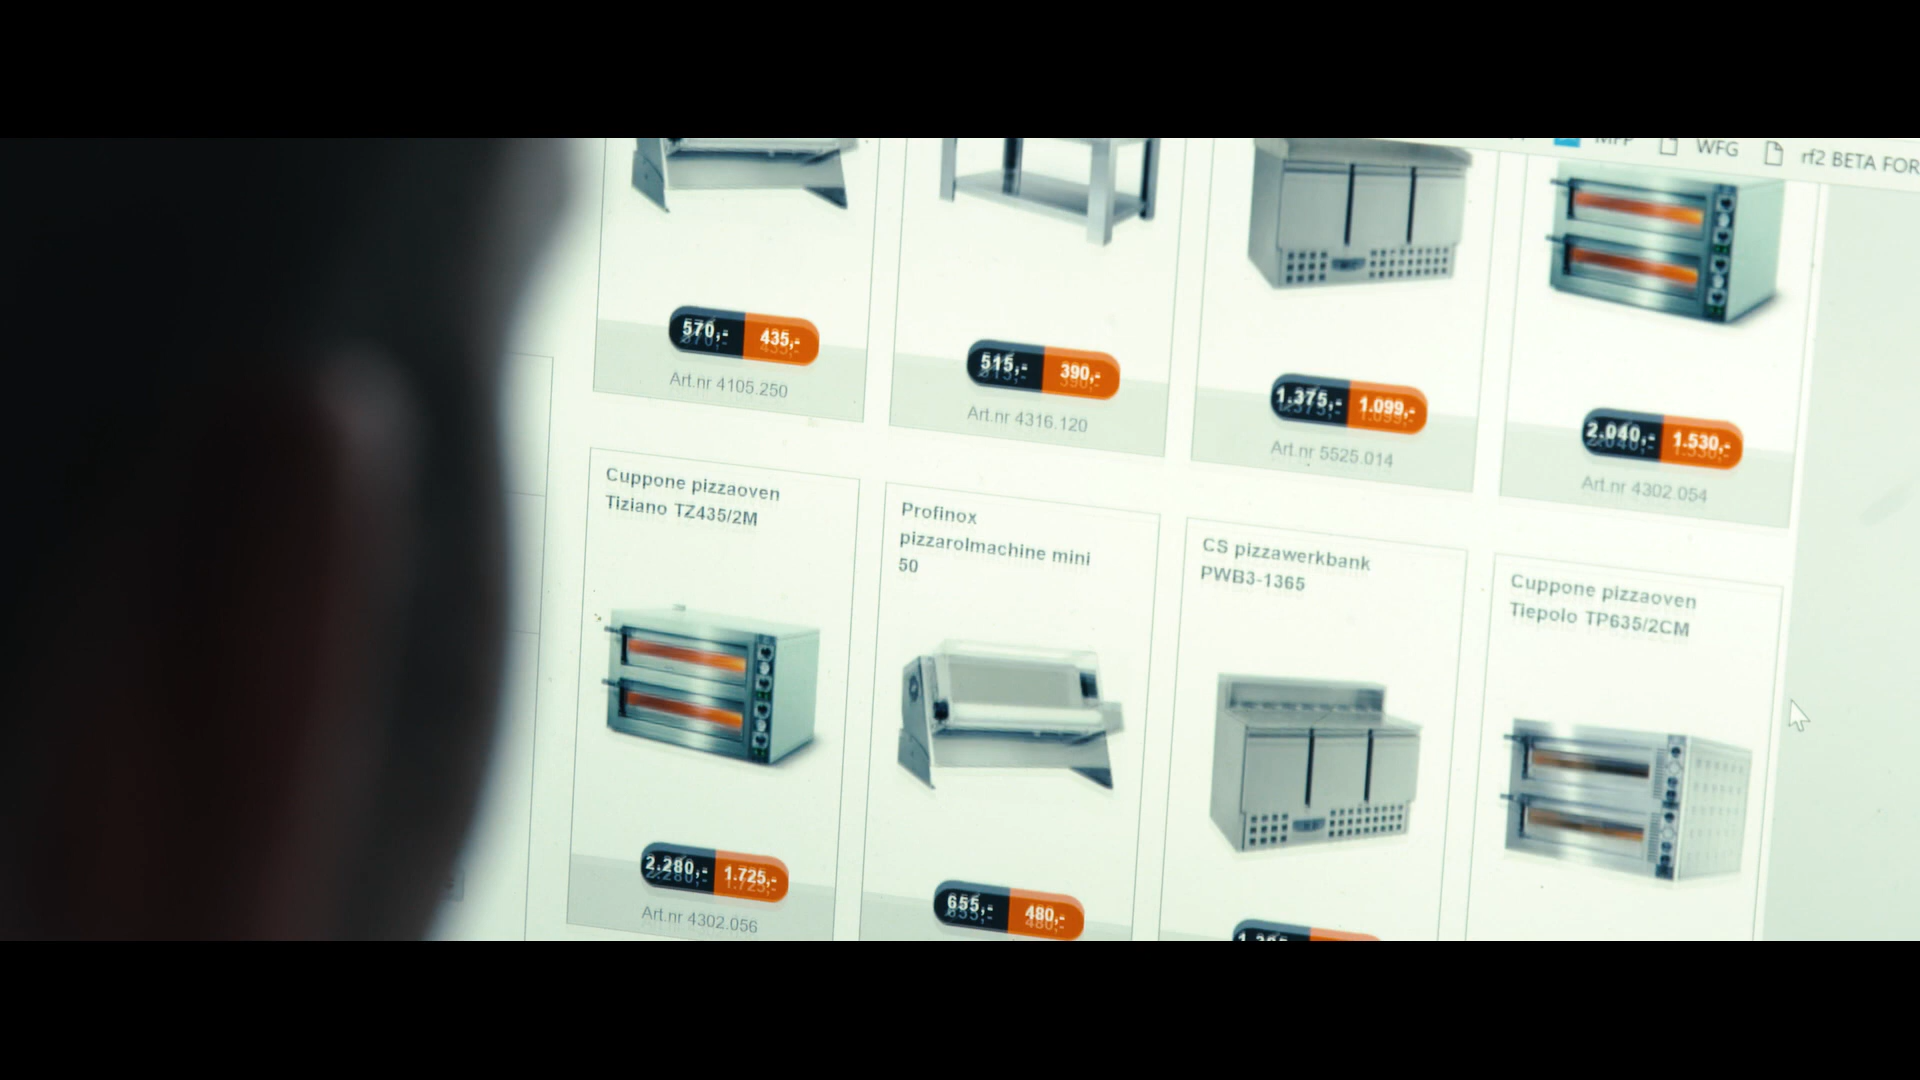 MPP
WFG
rf2 BETA FOR
570,-
435,-
Art.nr 4105.250
515,-
390,-
Art.nr 4316.120
1.375,-
1.099,-
Art.nr 5525.014
2.040,-
1.530,-
Art.nr 4302.054
Cuppone pizzaoven
Tiziano TZ435/2M
2.280,-
1.725,-
Art.nr 4302.056
Profinox
pizzarolmachine mini
50
655,-
480,-
CS pizzawerkbank
PWB3-1365
Cuppone pizzaoven
Tiepolo TP635/2CM